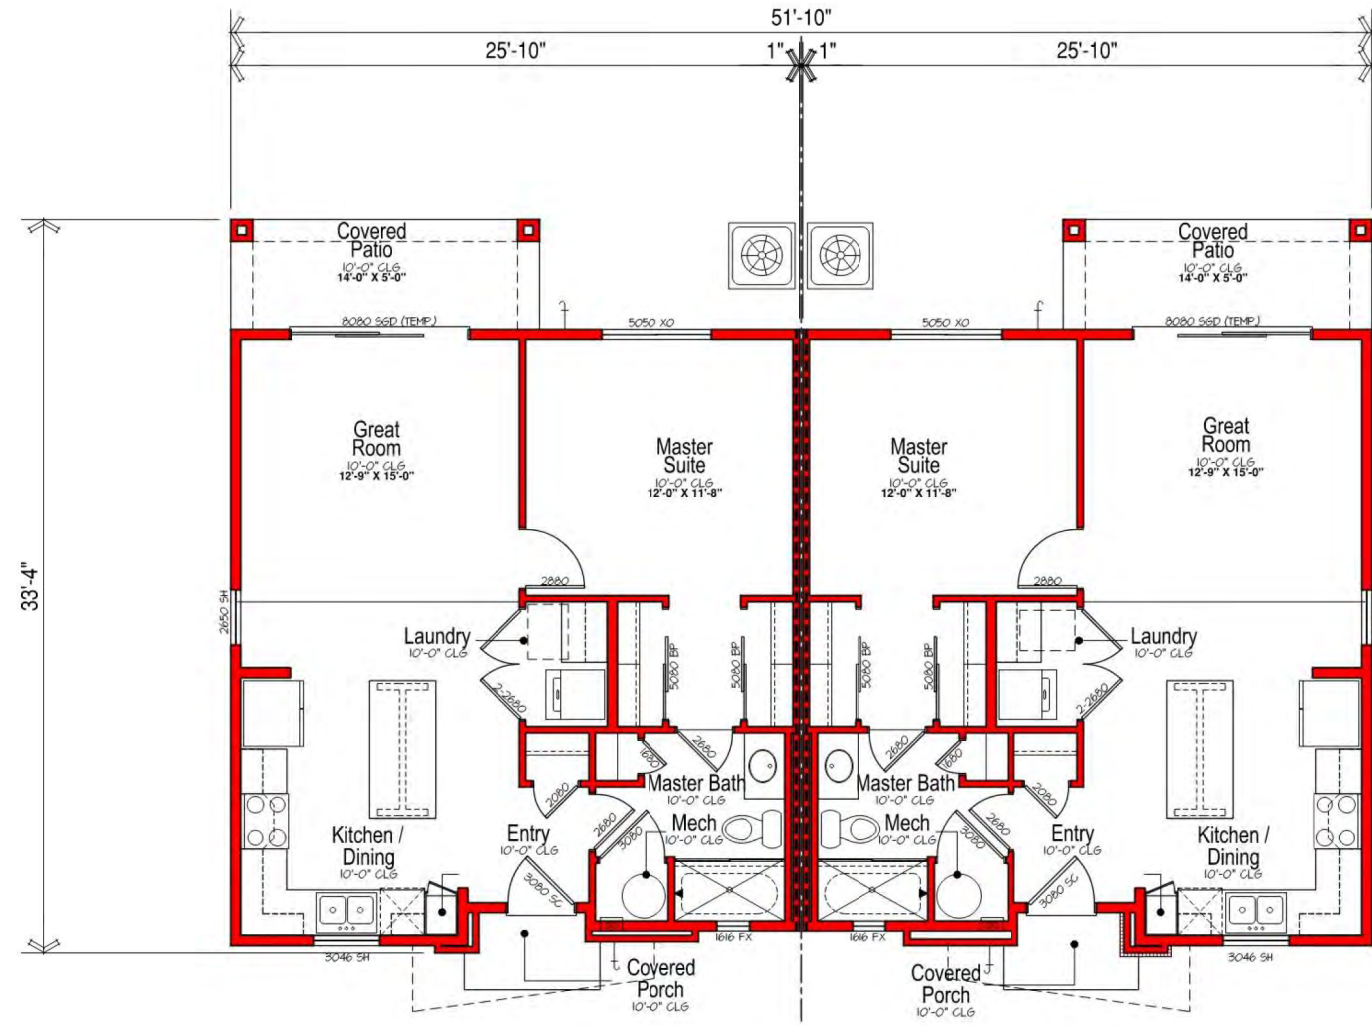 51'-10"
25'-10"
1"
1"
25'-10"
33'-4"
Covered
Patio
10'-0" CLG
14'-0" X 5'-0"
Covered
Patio
10'-0" CLG
14'-0" X 5'-0"
8080 SGD (TEMP.)
5050 XO
5050 XO
8080 SGD (TEMP.)
Great
Room
10'-0" CLG
12'-9" X 15'-0"
Master
Suite
10'-0" CLG
12'-0" X 11'-8"
Master
Suite
10'-0" CLG
12'-0" X 11'-8"
Great
Room
10'-0" CLG
12'-9" X 15'-0"
2880
2880
2650 SH
Laundry
10'-0" CLG
5080 BP
5080 BP
5080 BP
5080 BP
Laundry
10'-0" CLG
2-2680
2-2680
1680
2680
2680
1680
Master Bath
10'-0" CLG
Master Bath
10'-0" CLG
2080
2080
2680
2680
3080
3080
Mech
10'-0" CLG
Mech
10'-0" CLG
Kitchen /
Dining
10'-0" CLG
Entry
10'-0" CLG
Entry
10'-0" CLG
Kitchen /
Dining
10'-0" CLG
3080 SC
3080 SC
3046 SH
1616 FX
1616 FX
3046 SH
Covered
Porch
10'-0" CLG
Covered
Porch
10'-0" CLG